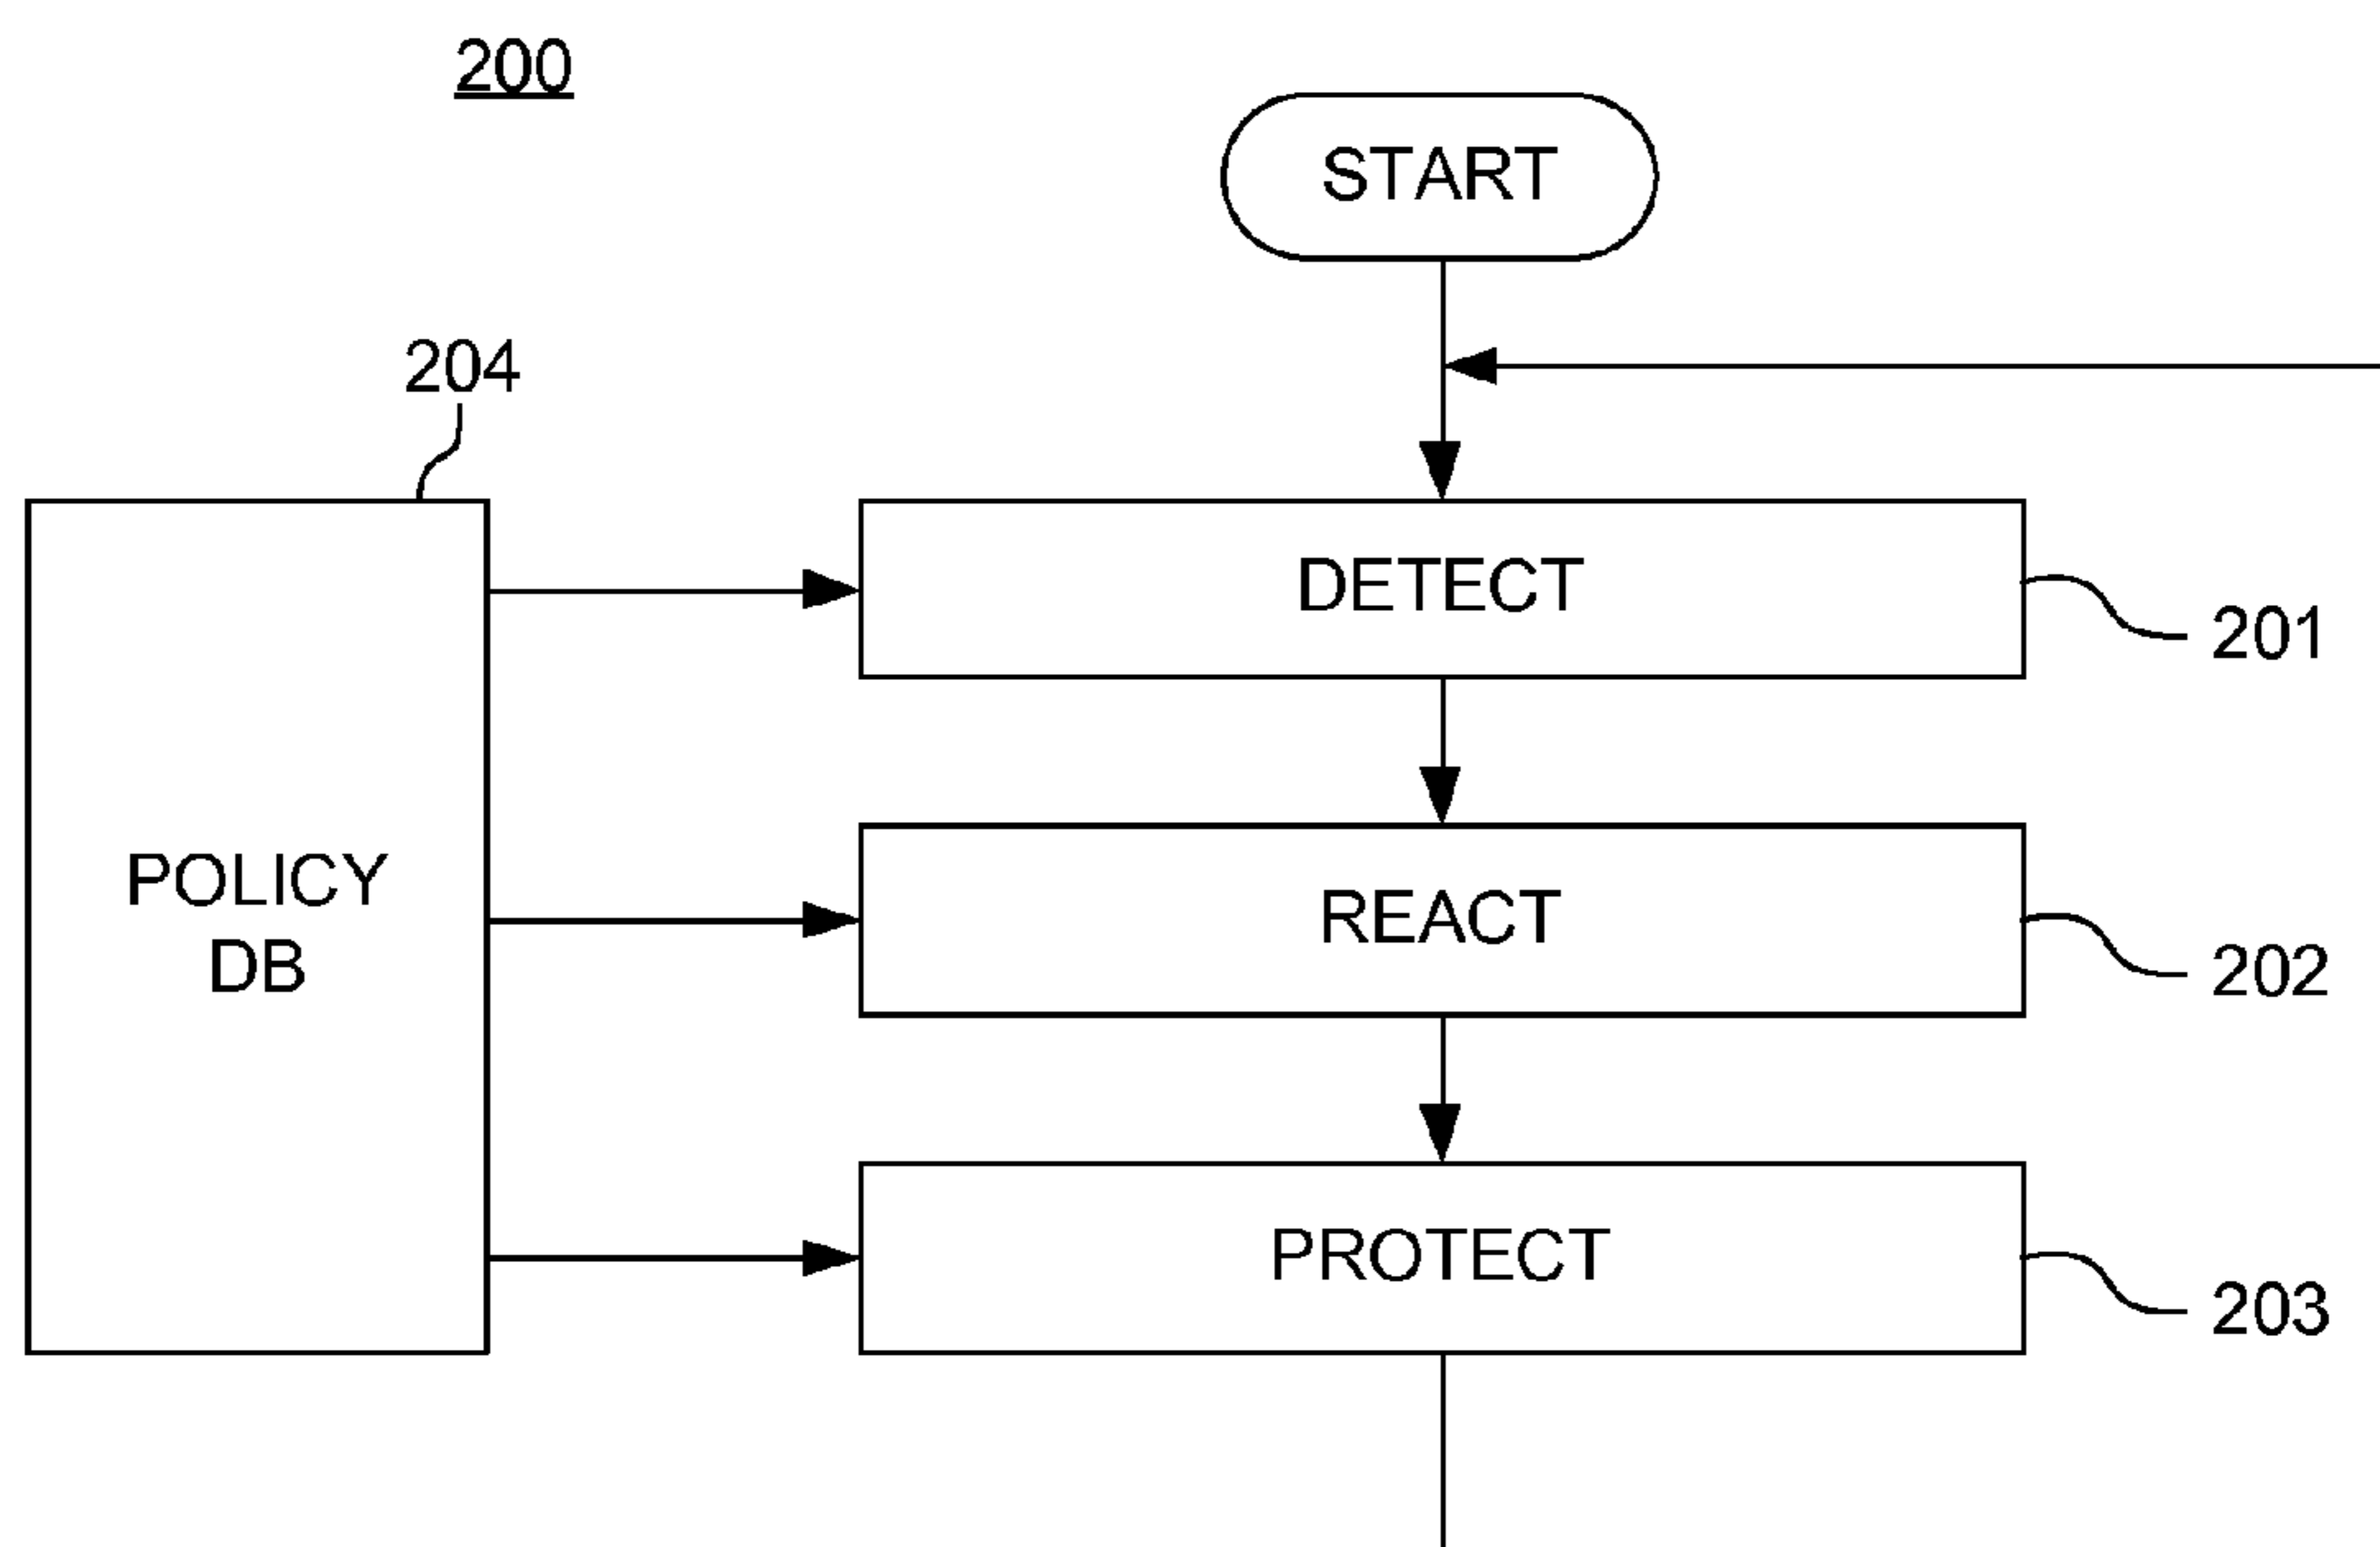 200
START
204
DETECT
201
POLICY
DB
REACT
202
PROTECT
203